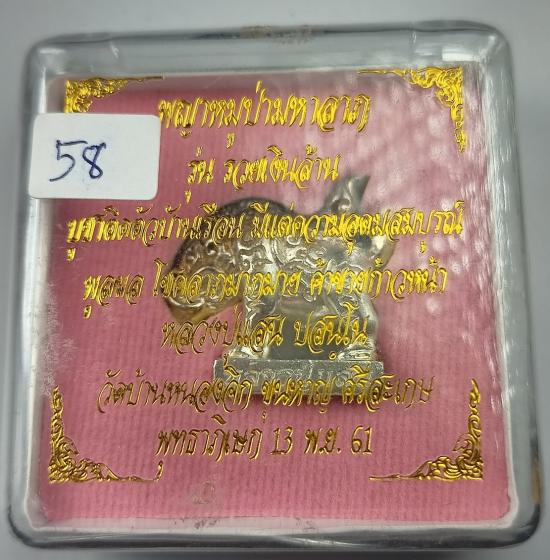 พญาหมูป่ามหาลาภ
58
รุ่น รวยเงินล้าน
บูชาติดตัวบ้านเรือน มีแต่ความอุดมสมบูรณ์
พูลผล โชคลาภมากมาย ค้าขายก้าวหน้า
หลวงปู่แสน ปสนฺโน
วัดบ้านหนองจิก ขุนหาญ ศรีสะเกษ
พุทธาภิเษก 13 พ.ย. 61